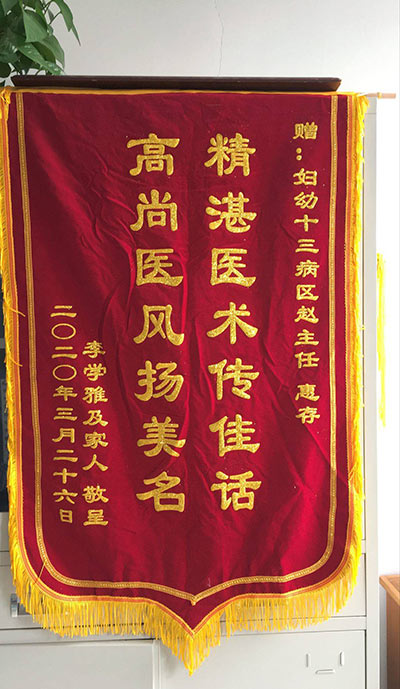 赠：妇幼十三病区赵主任 惠存
精湛医术传佳话
高尚医风扬美名
李学雅及家人 敬呈
二〇二〇年三月二十六日